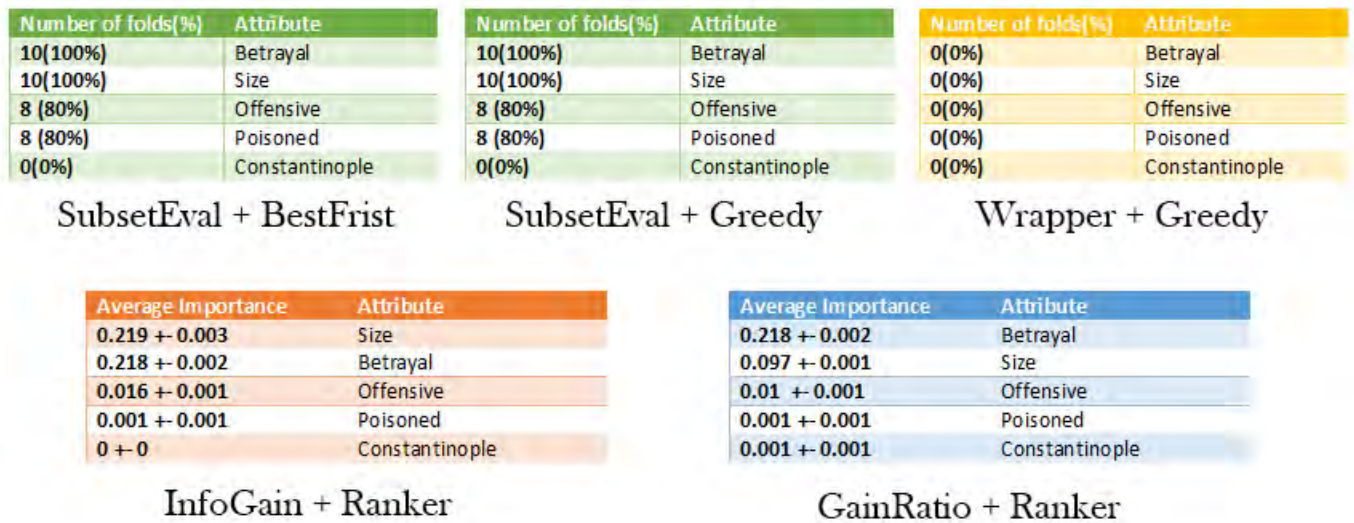 Number of folds(%) Attribute
10(100%) Betrayal
10(100%) Size
8 (80%) Offensive
8 (80%) Poisoned
0(0%) Constantinople
SubsetEval + BestFrist
Number of folds(%) Attribute
10(100%) Betrayal
10(100%) Size
8 (80%) Offensive
8 (80%) Poisoned
0(0%) Constantinople
SubsetEval + Greedy
Number of folds(%) Attribute
0(0%) Betrayal
0(0%) Size
0(0%) Offensive
0(0%) Poisoned
0(0%) Constantinople
Wrapper + Greedy
Average Importance Attribute
0.219 +- 0.003 Size
0.218 +- 0.002 Betrayal
0.016 +- 0.001 Offensive
0.001 +- 0.001 Poisoned
0 +- 0 Constantinople
InfoGain + Ranker
Average Importance Attribute
0.218 +- 0.002 Betrayal
0.097 +- 0.001 Size
0.01 +- 0.001 Offensive
0.001 +- 0.001 Poisoned
0.001 +- 0.001 Constantinople
GainRatio + Ranker